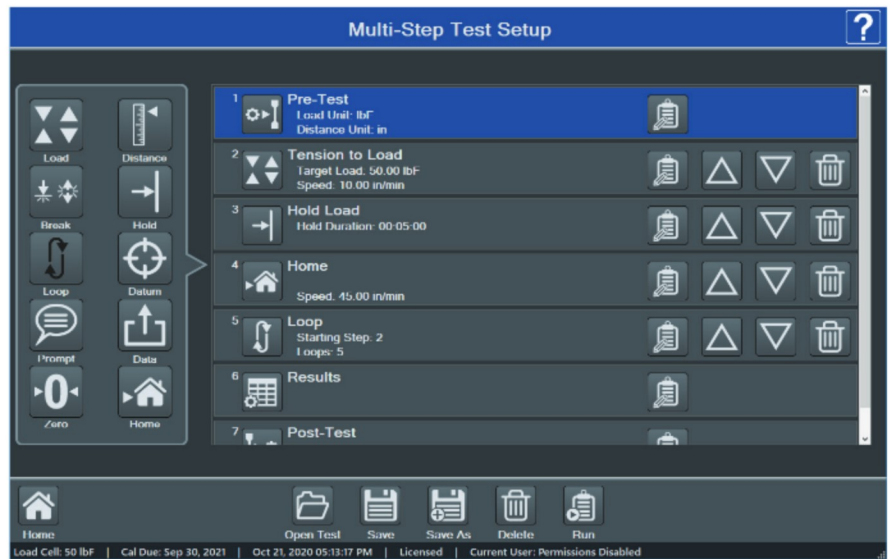 Multi-Step Test Setup
?
Load
Distance
Break
Hold
Loop
Datum
Prompt
Data
0
Zero
Home
1
Pre-Test
Load Unit: lbF
Distance Unit: in
2
Tension to Load
Target Load: 50.00 lbF
Speed: 10.00 in/min
3
Hold Load
Hold Duration: 00:05:00
4
Home
Speed: 45.00 in/min
5
Loop
Starting Step: 2
Loops: 5
6
Results
7
Post-Test
Home
Open Test
Save
Save As
Delete
Run
Load Cell: 50 lbF | Cal Due: Sep 30, 2021 | Oct 21, 2020 05:13:17 PM | Licensed | Current User: Permissions Disabled